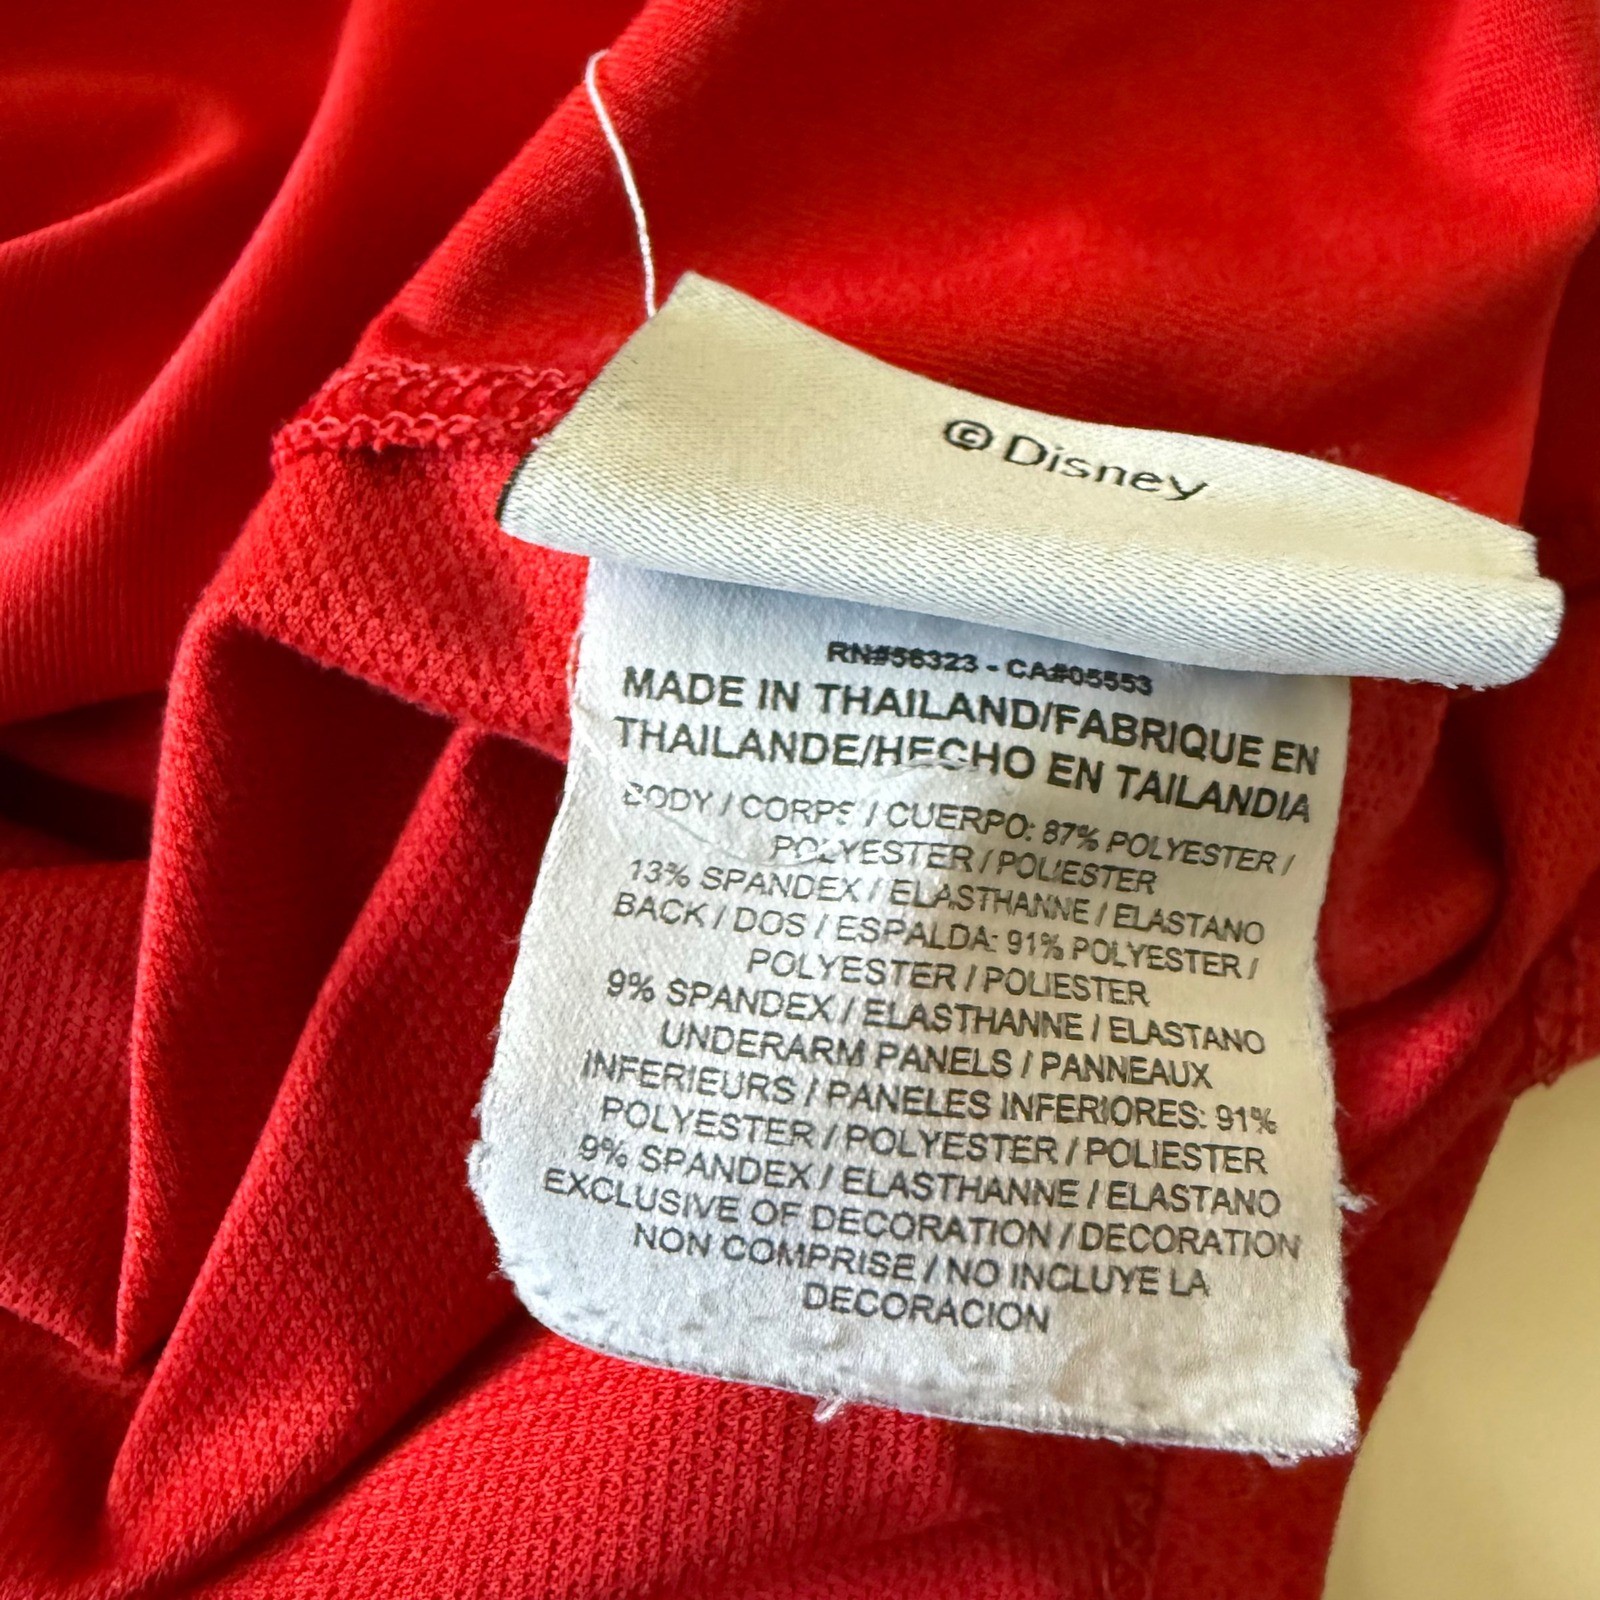 © Disney
RN#56323 - CA#05553
MADE IN THAILAND/FABRIQUE EN
THAILANDE/HECHO EN TAILANDIA
BODY / CORPS / CUERPO: 87% POLYESTER /
POLYESTER / POLIESTER
13% SPANDEX / ELASTHANNE / ELASTANO
BACK / DOS / ESPALDA: 91% POLYESTER /
POLYESTER / POLIESTER
9% SPANDEX / ELASTHANNE / ELASTANO
UNDERARM PANELS / PANNEAUX
INFERIEURS / PANELES INFERIORES: 91%
POLYESTER / POLYESTER / POLIESTER
9% SPANDEX / ELASTHANNE / ELASTANO
EXCLUSIVE OF DECORATION / DECORATION
NON COMPRISE / NO INCLUYE LA
DECORACION